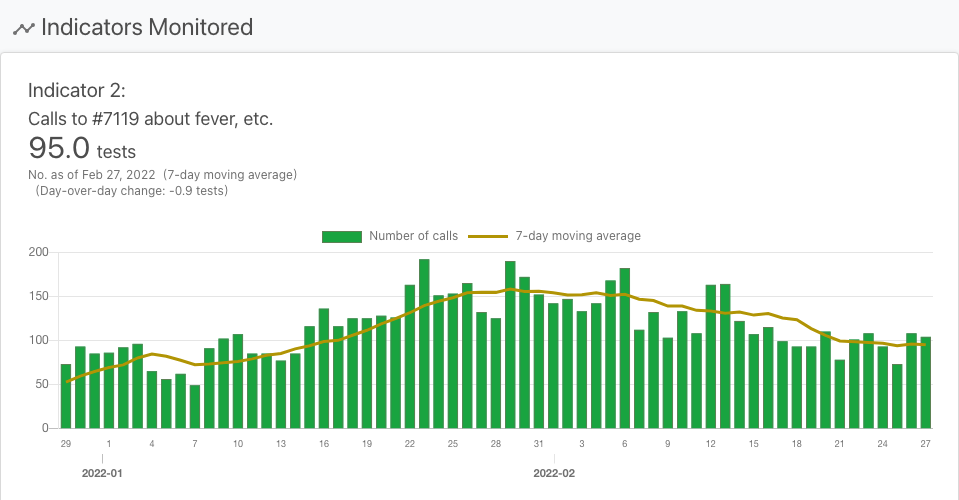 Indicators Monitored
Indicator 2:
Calls to #7119 about fever, etc.
95.0 tests
No. as of Feb 27, 2022 (7-day moving average)
(Day-over-day change: -0.9 tests)
Number of calls 7-day moving average
200
150
100
50
0
29 1 4 7 10 13 16 19 22 25 28 31 3 6 9 12 15 18 21 24 27
2022-01 2022-02